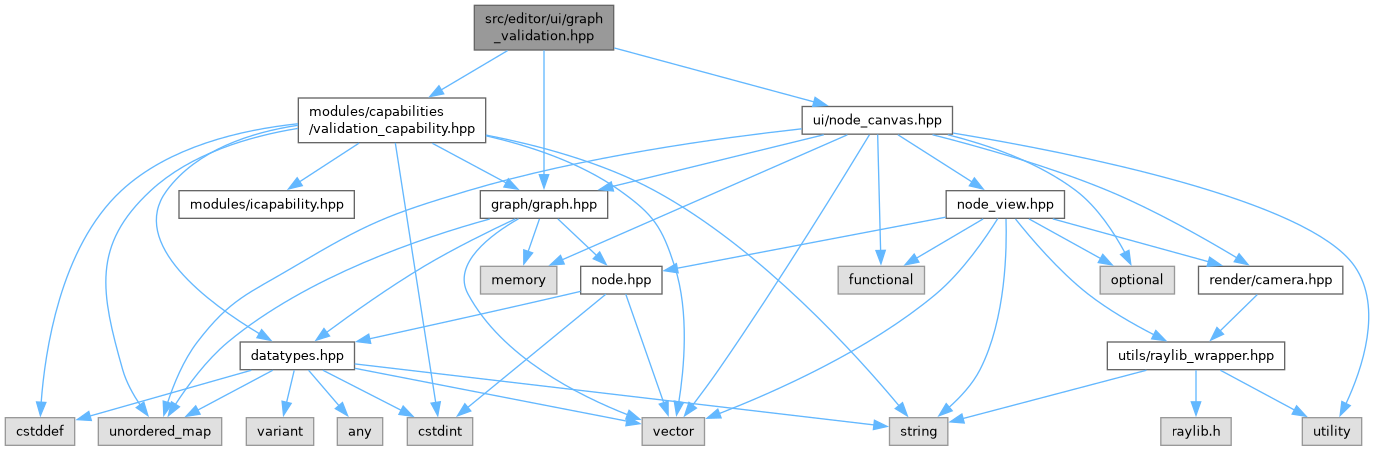 src/editor/ui/graph
_validation.hpp
modules/capabilities
/validation_capability.hpp
ui/node_canvas.hpp
modules/icapability.hpp
graph/graph.hpp
node_view.hpp
memory
node.hpp
functional
optional
render/camera.hpp
datatypes.hpp
utils/raylib_wrapper.hpp
cstddef
unordered_map
variant
any
cstdint
vector
string
raylib.h
utility